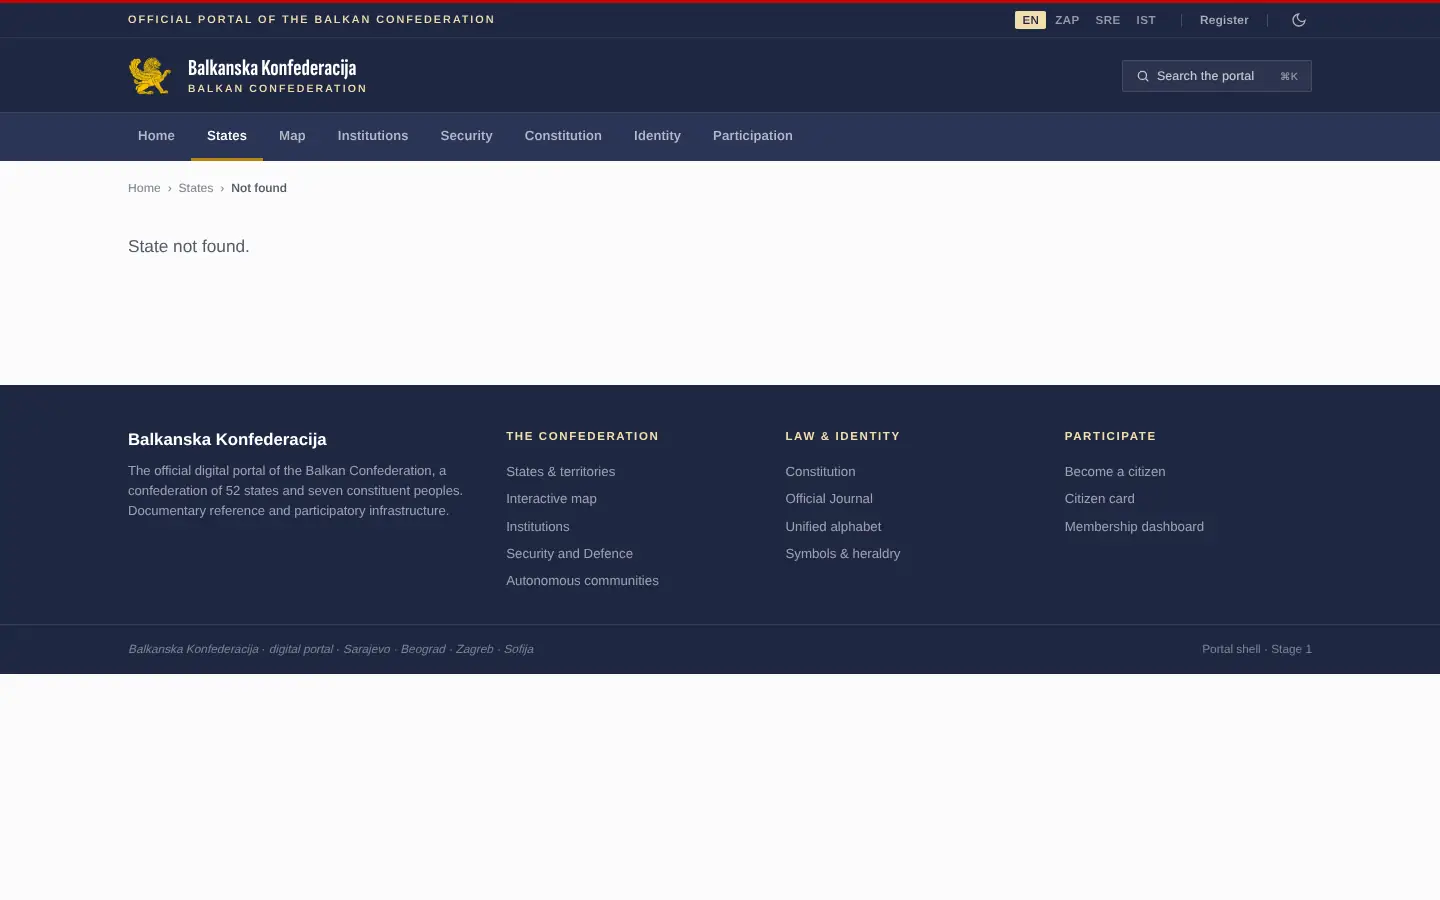 OFFICIAL PORTAL OF THE BALKAN CONFEDERATION
EN ZAP SRE IST Register
Balkanska Konfederacija
BALKAN CONFEDERATION
Search the portal ⌘K
Home States Map Institutions Security Constitution Identity Participation
Home › States › Not found
State not found.
Balkanska Konfederacija
The official digital portal of the Balkan Confederation, a
confederation of 52 states and seven constituent peoples.
Documentary reference and participatory infrastructure.
THE CONFEDERATION
States & territories
Interactive map
Institutions
Security and Defence
Autonomous communities
LAW & IDENTITY
Constitution
Official Journal
Unified alphabet
Symbols & heraldry
PARTICIPATE
Become a citizen
Citizen card
Membership dashboard
Balkanska Konfederacija · digital portal · Sarajevo · Beograd · Zagreb · Sofija
Portal shell · Stage 1